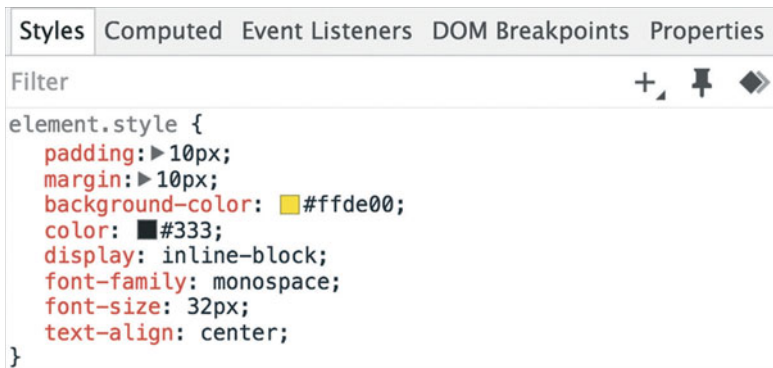 Styles Computed Event Listeners DOM Breakpoints Properties
Filter
element.style {
padding: 10px;
margin: 10px;
background-color: #ffde00;
color: #333;
display: inline-block;
font-family: monospace;
font-size: 32px;
text-align: center;
}